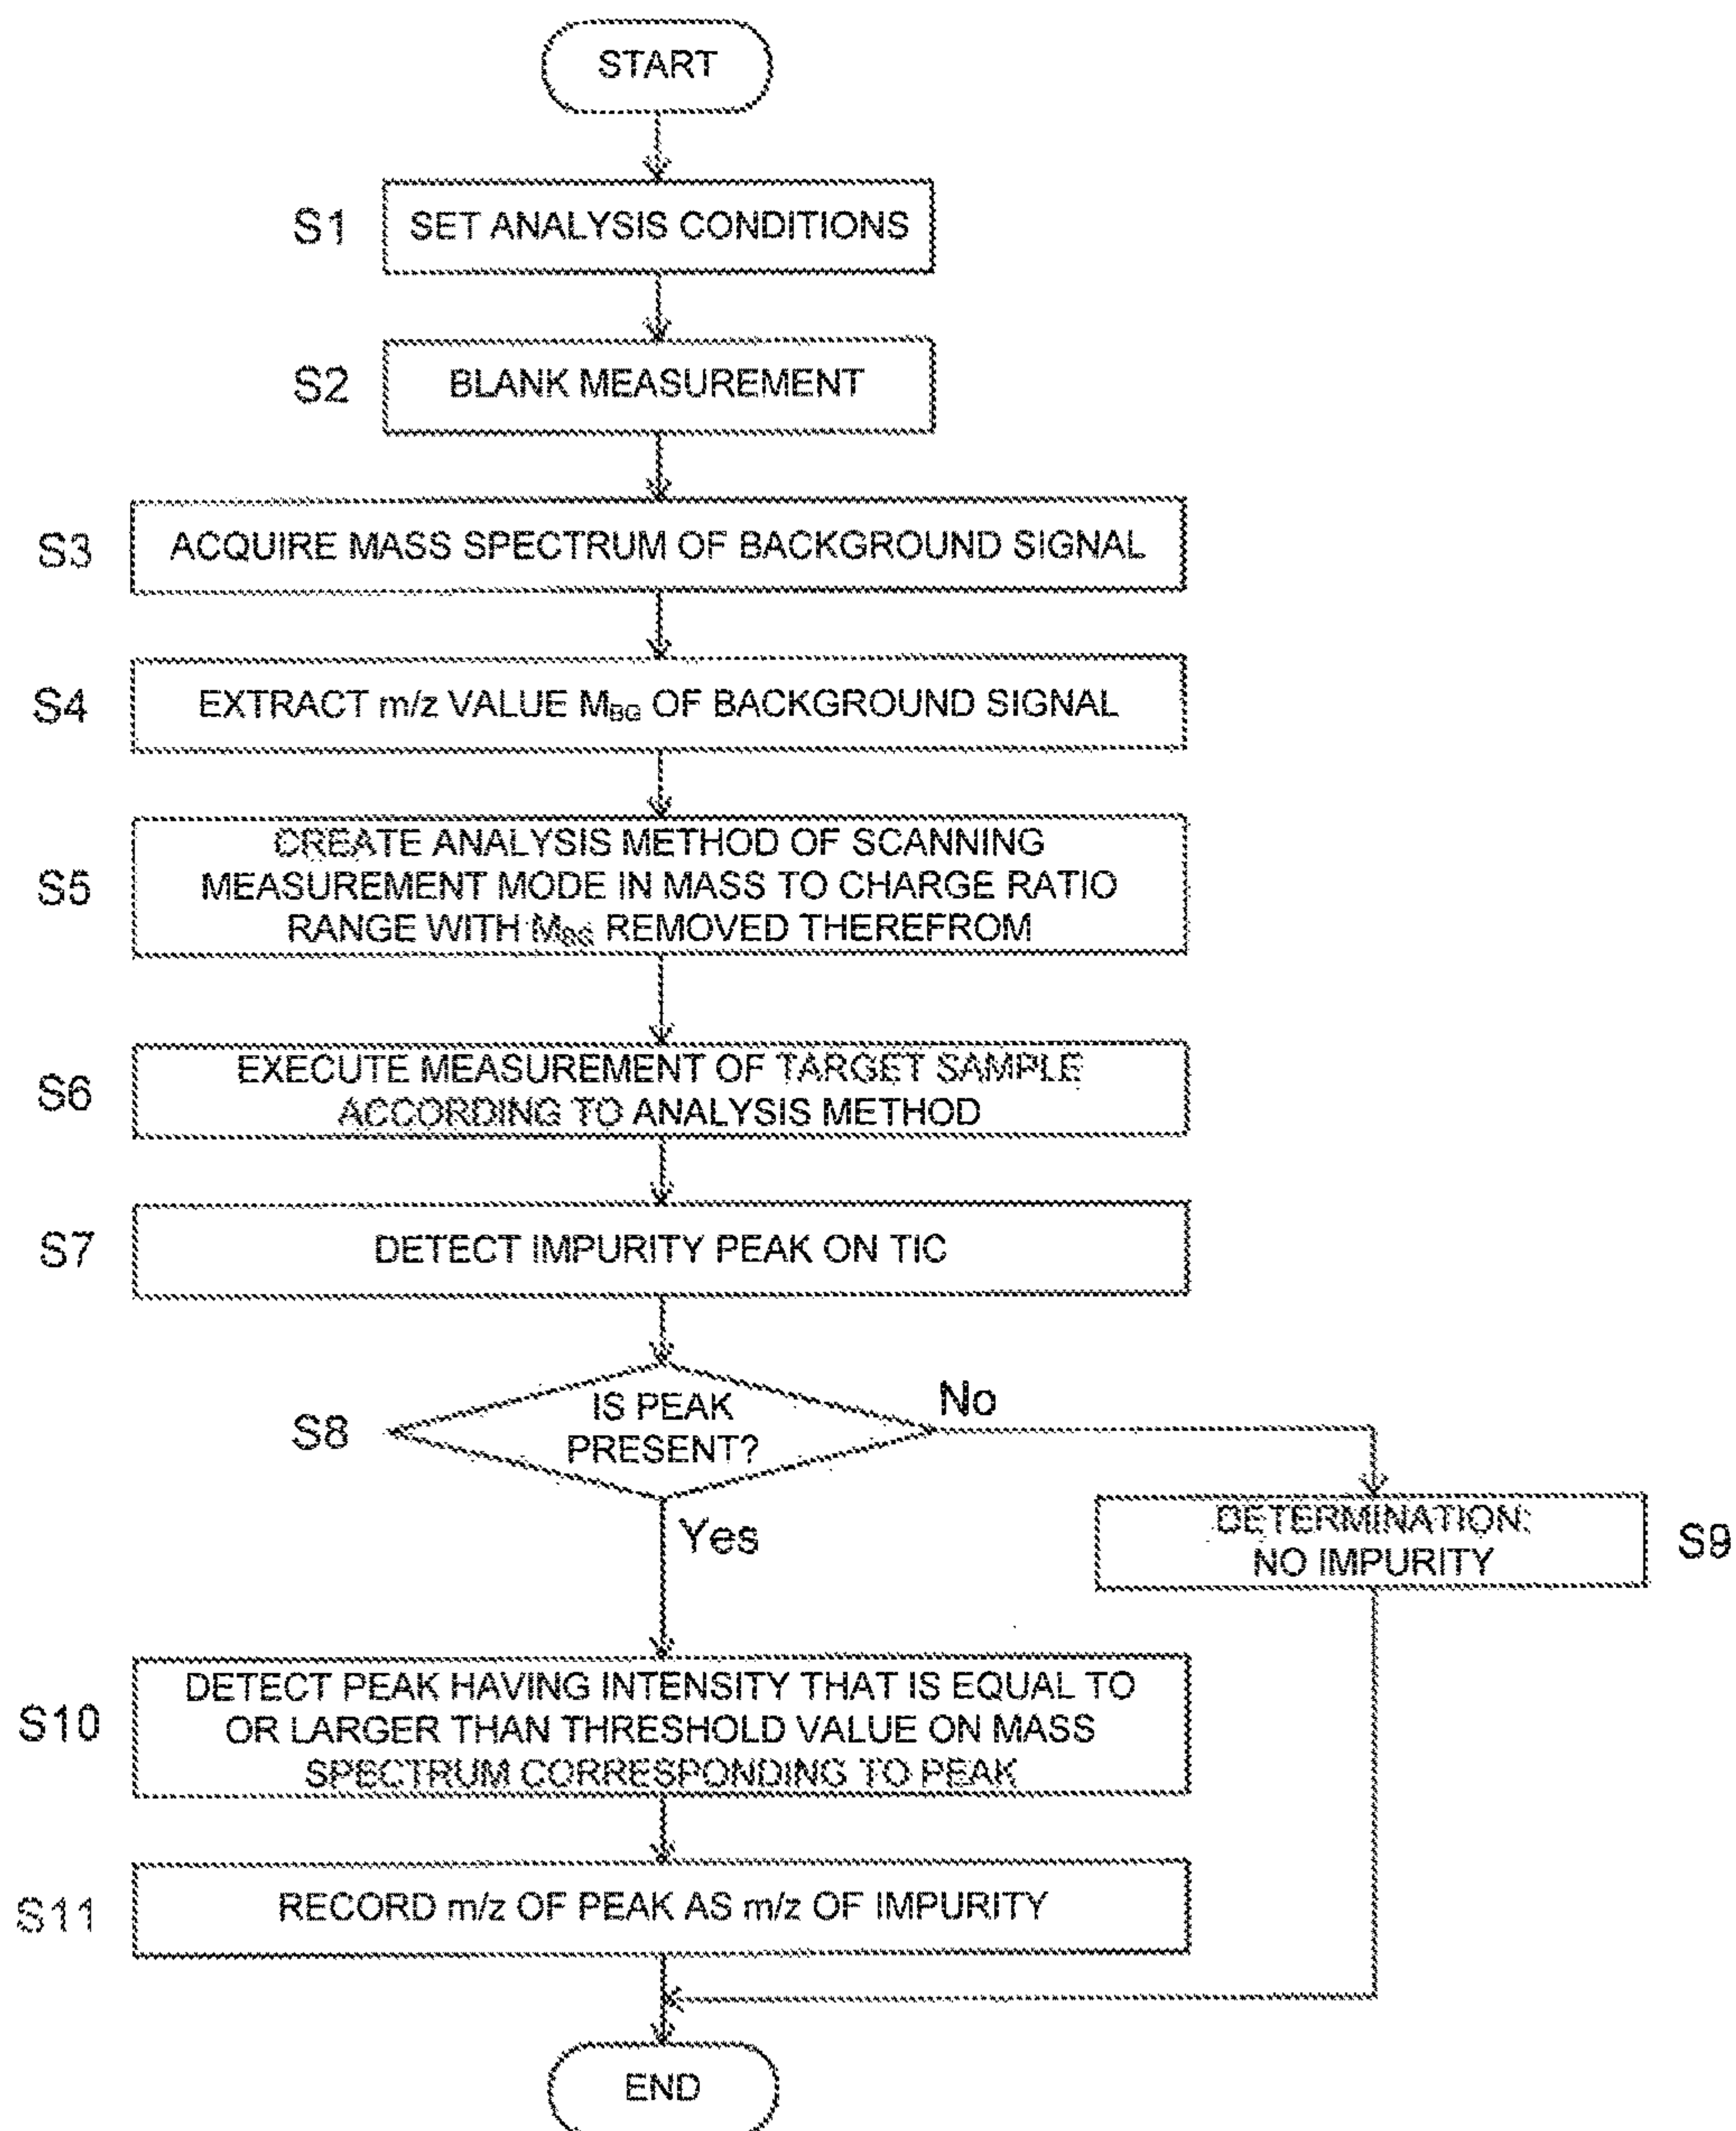 START
S1
SET ANALYSIS CONDITIONS
S2
BLANK MEASUREMENT
S3
ACQUIRE MASS SPECTRUM OF BACKGROUND SIGNAL
S4
EXTRACT m/z VALUE MBG OF BACKGROUND SIGNAL
S5
CREATE ANALYSIS METHOD OF SCANNING
MEASUREMENT MODE IN MASS TO CHARGE RATIO
RANGE WITH MBG REMOVED THEREFROM
S6
EXECUTE MEASUREMENT OF TARGET SAMPLE
ACCORDING TO ANALYSIS METHOD
S7
DETECT IMPURITY PEAK ON TIC
S8
IS PEAK
PRESENT?
No
Yes
DETERMINATION:
NO IMPURITY
S9
S10
DETECT PEAK HAVING INTENSITY THAT IS EQUAL TO
OR LARGER THAN THRESHOLD VALUE ON MASS
SPECTRUM CORRESPONDING TO PEAK
S11
RECORD m/z OF PEAK AS m/z OF IMPURITY
END